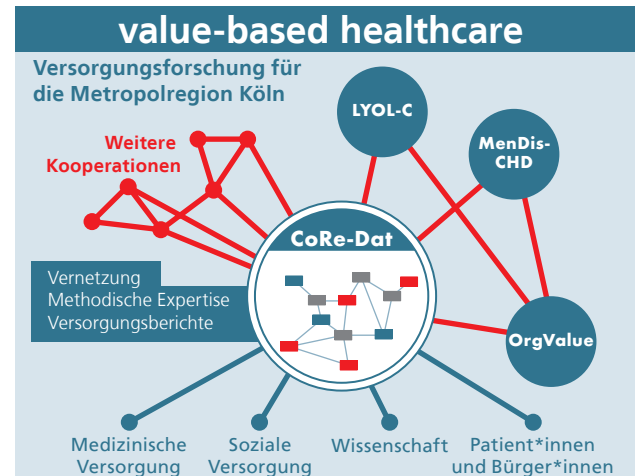 value-based healthcare
Versorgungsforschung für
die Metropolregion Köln
LYOL-C
MenDis-
CHD
Weitere
Kooperationen
CoRe-Dat
Vernetzung
Methodische Expertise
Versorgungsberichte
OrgValue
Medizinische
Versorgung
Soziale
Versorgung
Wissenschaft
Patient*innen
und Bürger*innen